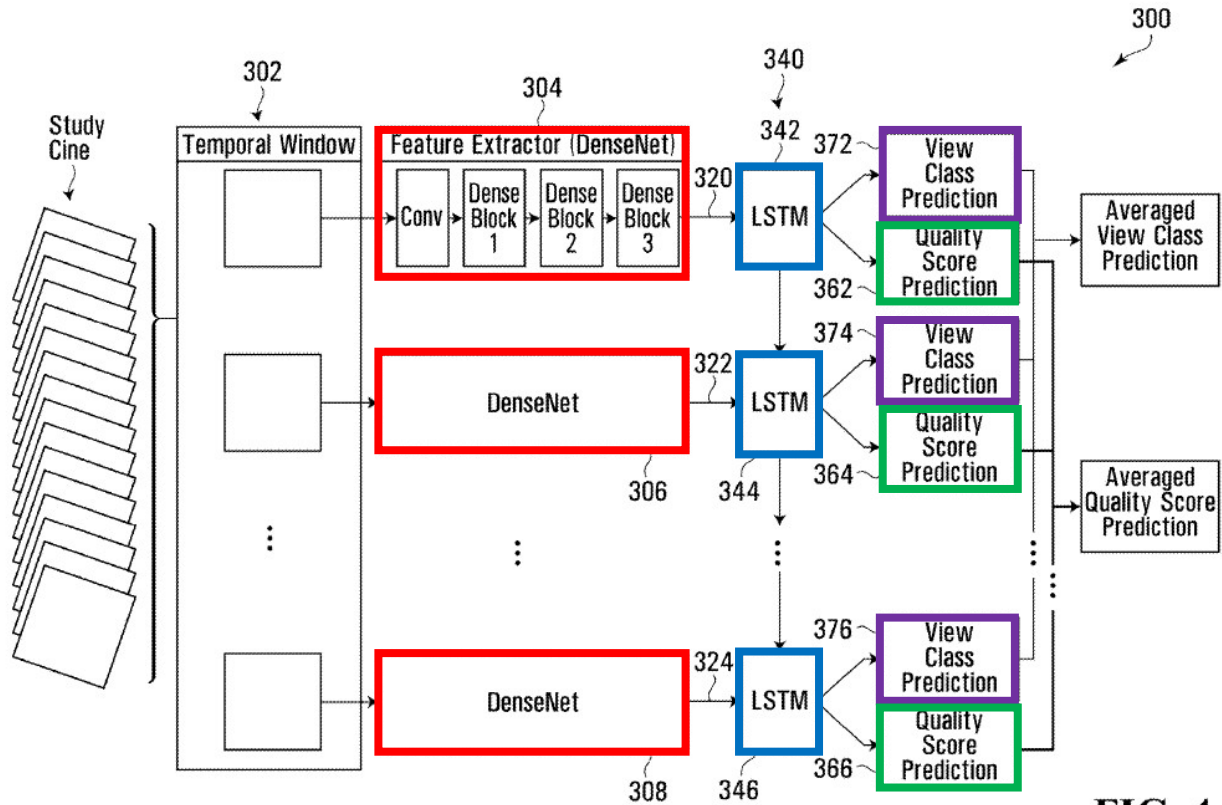 300
302
304
340
342
Study
Cine
Temporal Window
Feature Extractor (DenseNet)
Conv
Dense
Block
1
Dense
Block
2
Dense
Block
3
320
LSTM
372
View
Class
Prediction
362
Quality
Score
Prediction
Averaged
View Class
Prediction
DenseNet
306
322
LSTM
344
374
View
Class
Prediction
364
Quality
Score
Prediction
Averaged
Quality Score
Prediction
DenseNet
308
324
LSTM
346
376
View
Class
Prediction
366
Quality
Score
Prediction